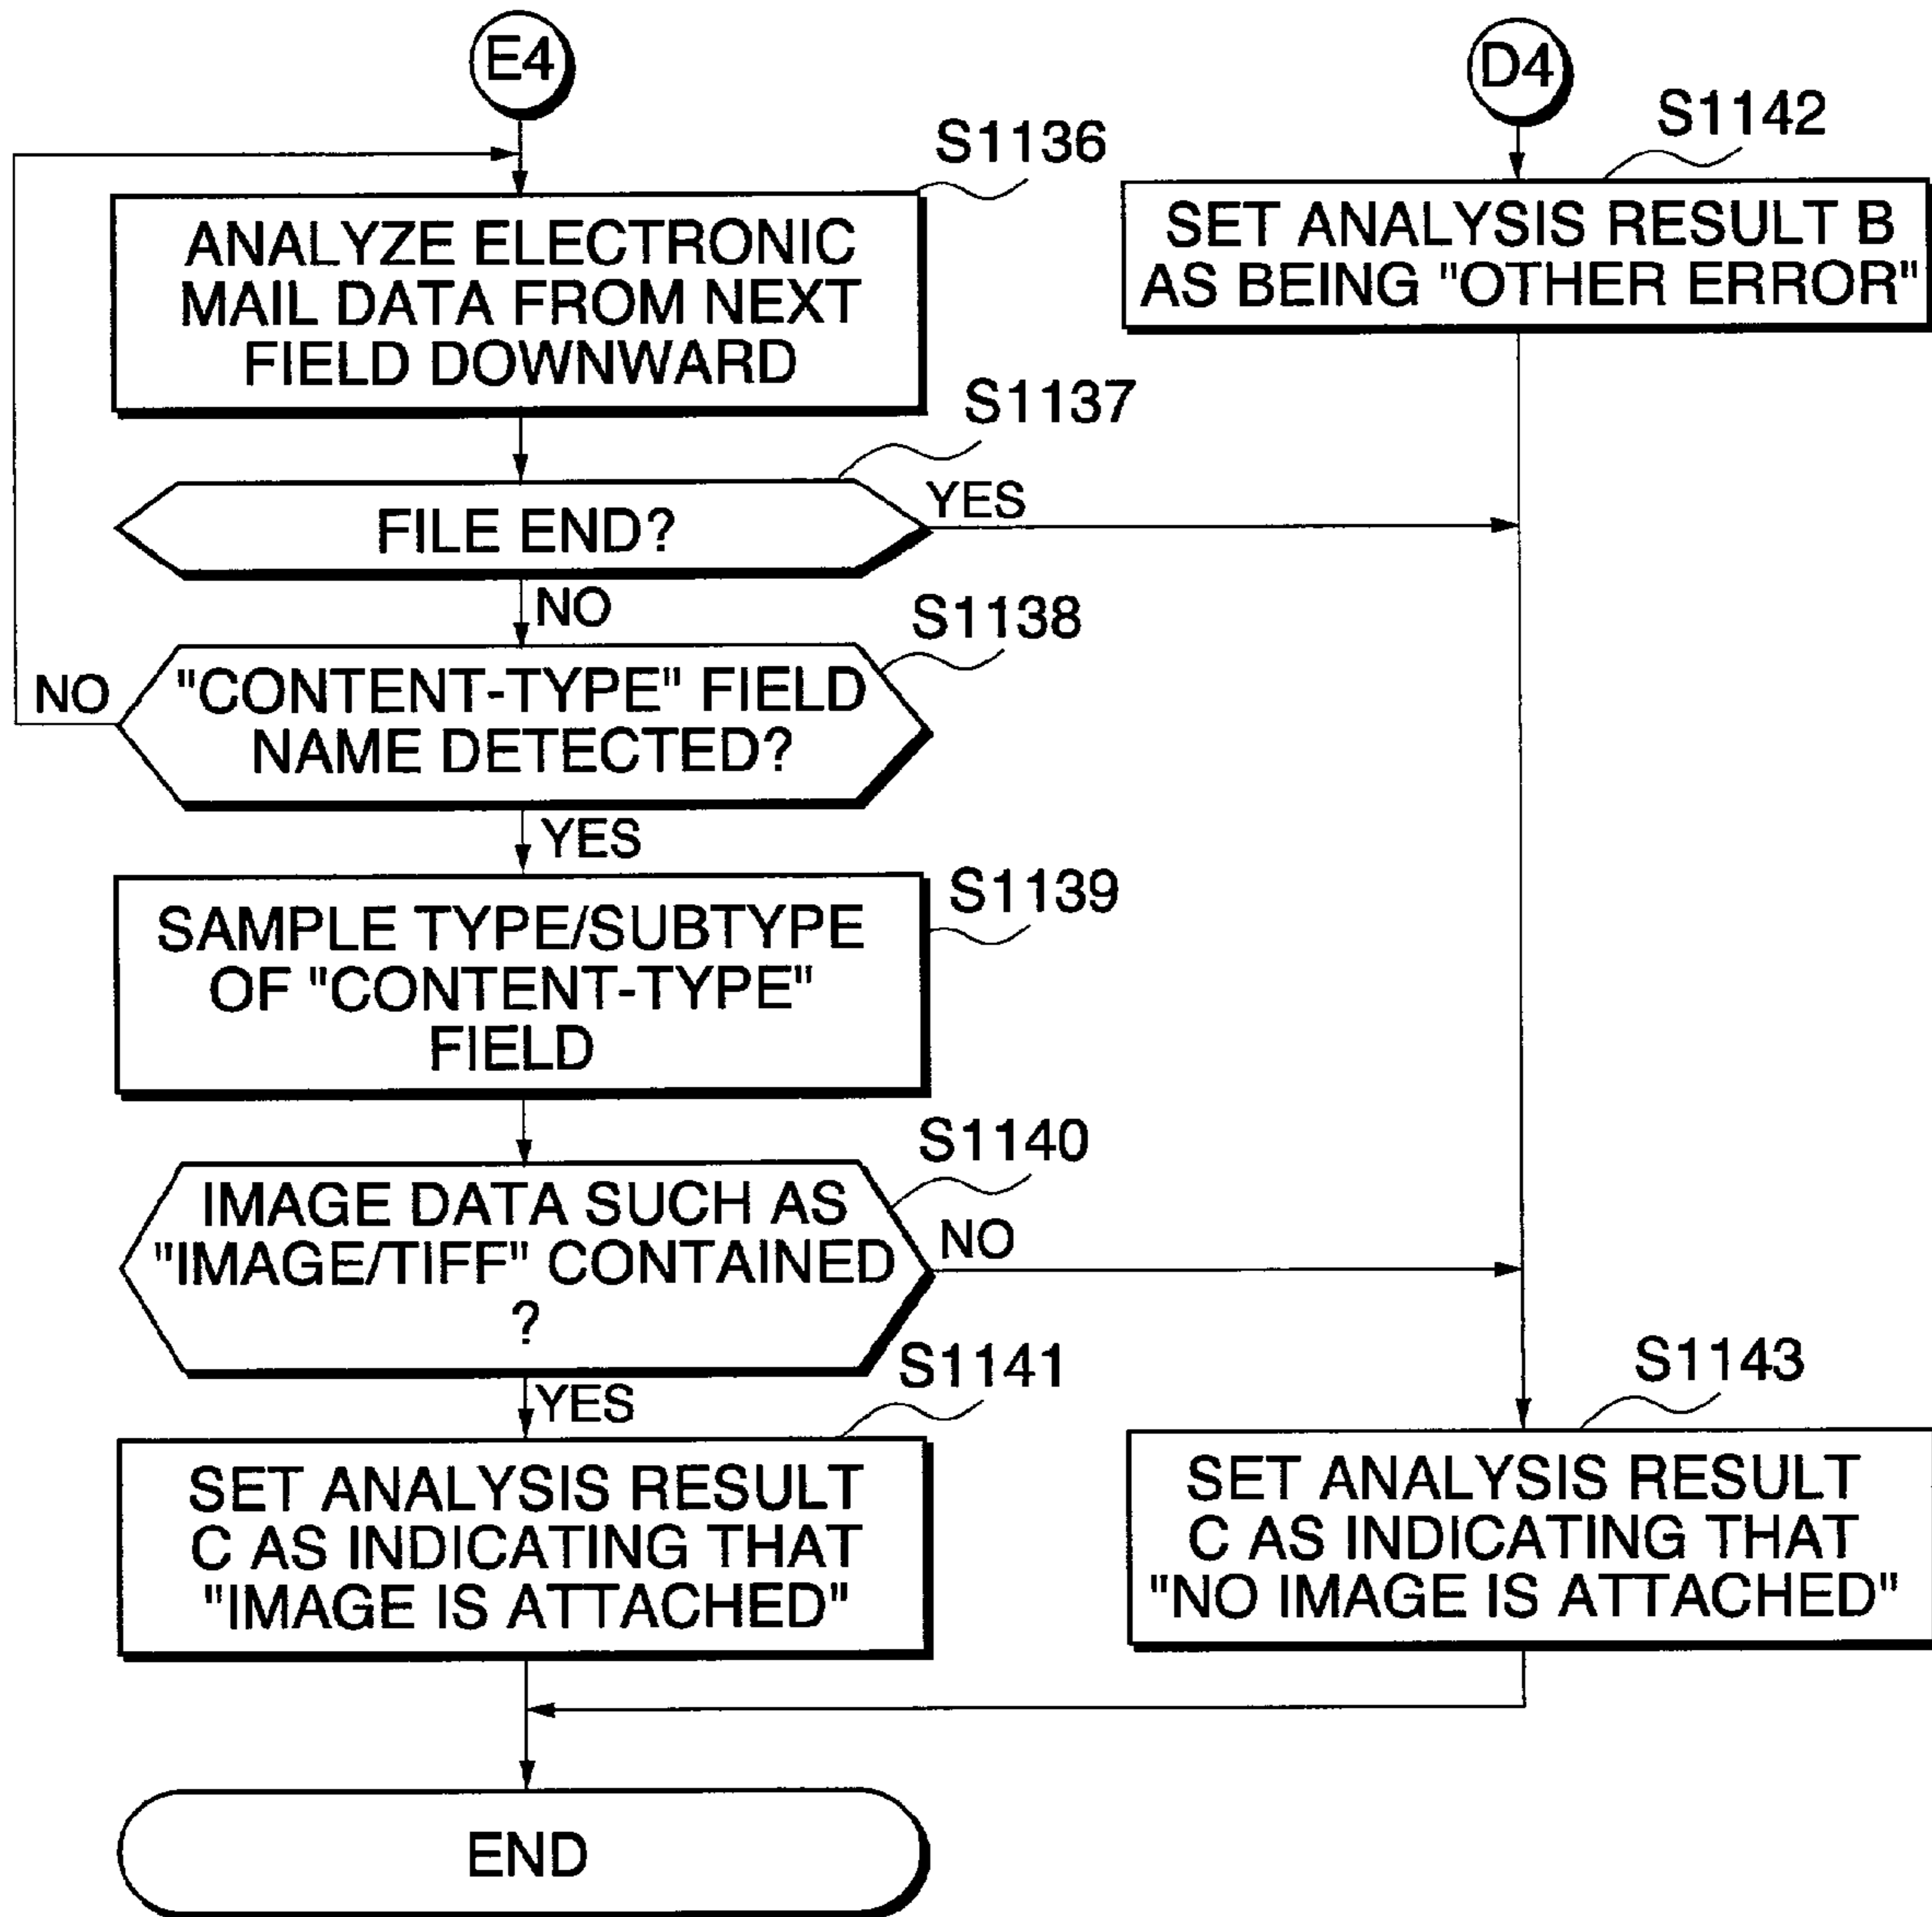 E4
D4
S1136
S1142
ANALYZE ELECTRONIC
MAIL DATA FROM NEXT
FIELD DOWNWARD
SET ANALYSIS RESULT B
AS BEING "OTHER ERROR"
S1137
FILE END?
YES
NO
S1138
"CONTENT-TYPE" FIELD
NAME DETECTED?
NO
YES
S1139
SAMPLE TYPE/SUBTYPE
OF "CONTENT-TYPE"
FIELD
S1140
IMAGE DATA SUCH AS
"IMAGE/TIFF" CONTAINED
?
NO
YES
S1141
S1143
SET ANALYSIS RESULT
C AS INDICATING THAT
"IMAGE IS ATTACHED"
SET ANALYSIS RESULT
C AS INDICATING THAT
"NO IMAGE IS ATTACHED"
END